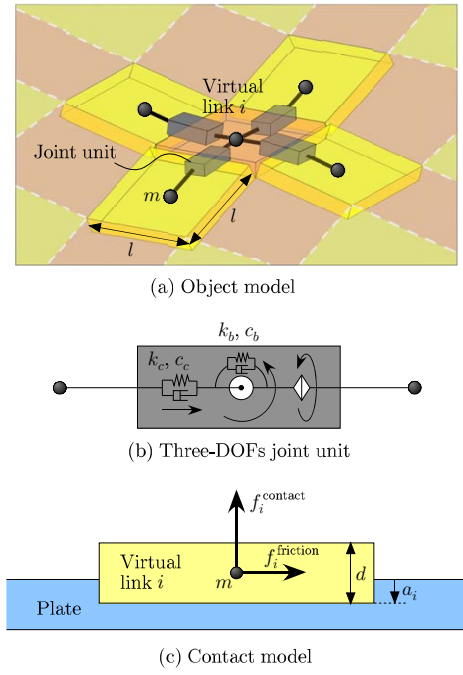 Virtual
link i
Joint unit
m
l
l
(a) Object model
k_b, c_b
k_c, c_c
(b) Three-DOFs joint unit
f_i^contact
f_i^friction
Virtual
link i
m
d
a_i
Plate
(c) Contact model